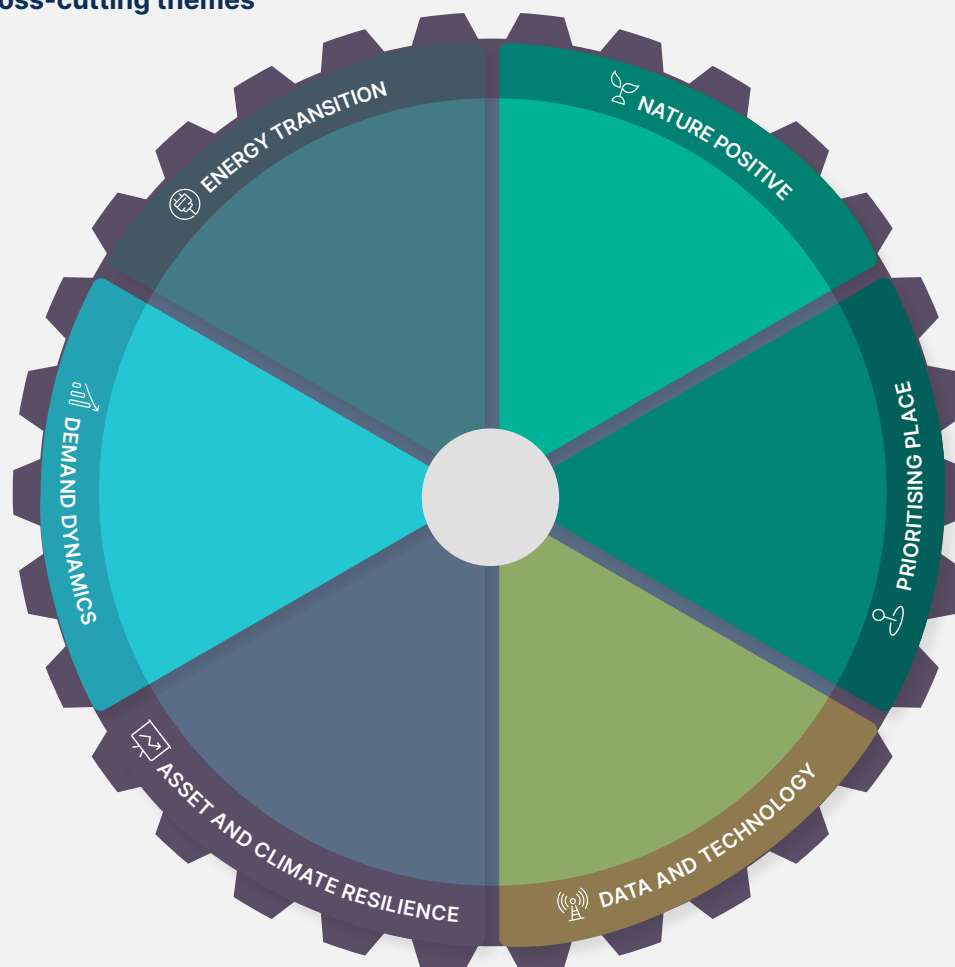 oss-cutting themes
ENERGY TRANSITION
NATURE POSITIVE
PRIORITISING PLACE
DATA AND TECHNOLOGY
ASSET AND CLIMATE RESILIENCE
DEMAND DYNAMICS